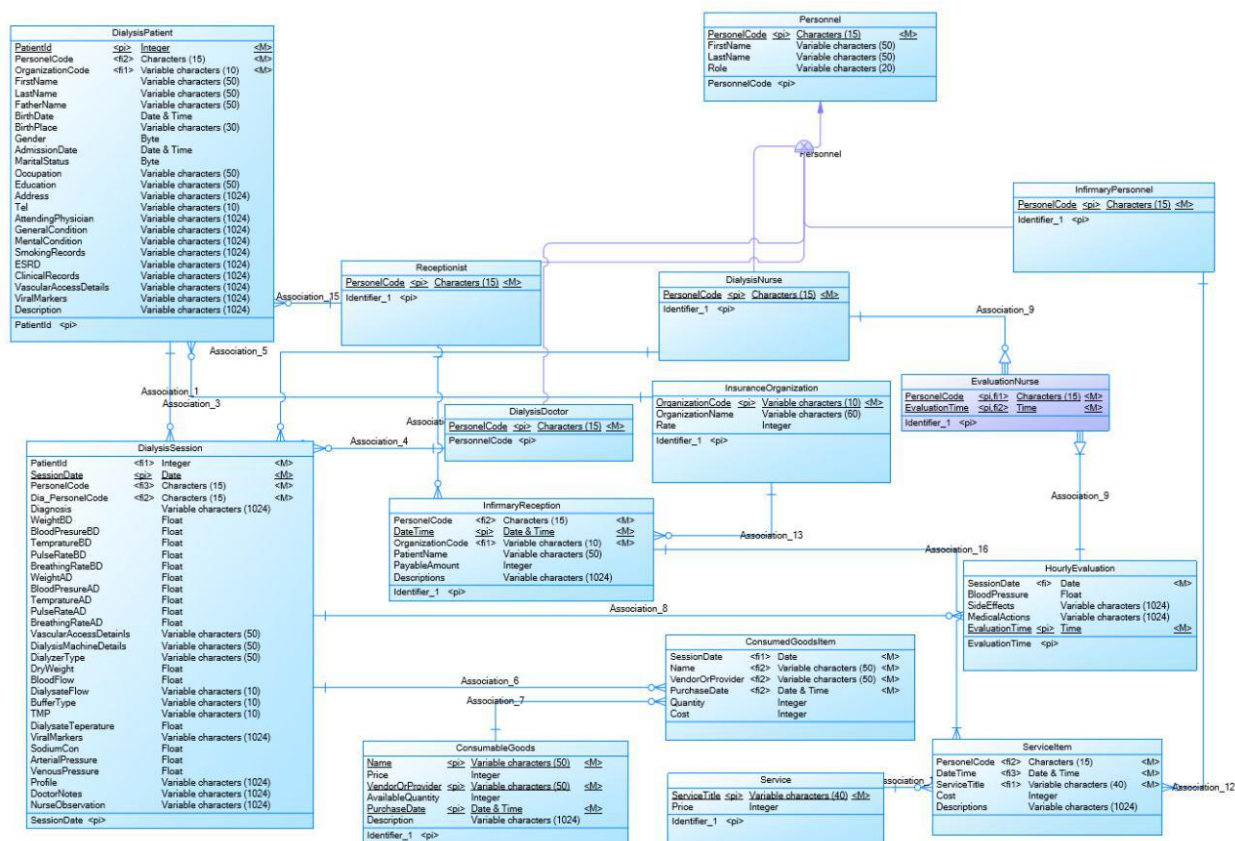 DialysisPatient
PatientId <pi> Integer <M>
PersonelCode <fi2> Characters (15) <M>
OrganizationCode <fi1> Variable characters (10) <M>
FirstName Variable characters (50)
LastName Variable characters (50)
FatherName Variable characters (50)
BirthDate Date & Time
BirthPlace Variable characters (30)
Gender Byte
AdmissionDate Date & Time
MaritalStatus Byte
Occupation Variable characters (50)
Education Variable characters (50)
Address Variable characters (1024)
Tel Variable characters (10)
AttendingPhysician Variable characters (1024)
GeneralCondition Variable characters (1024)
MentalCondition Variable characters (1024)
SmokingRecords Variable characters (1024)
ESRD Variable characters (1024)
ClinicalRecords Variable characters (1024)
VascularAccessDetails Variable characters (1024)
ViralMarkers Variable characters (1024)
Description Variable characters (1024)
PatientId <pi>
Personnel
PersonelCode <pi> Characters (15) <M>
FirstName Variable characters (50)
LastName Variable characters (50)
Role Variable characters (20)
PersonnelCode <pi>
Personnel
InfirmaryPersonnel
PersonelCode <pi> Characters (15) <M>
Identifier_1 <pi>
Receptionist
PersonelCode <pi> Characters (15) <M>
Identifier_1 <pi>
Association_15
DialysisNurse
PersonelCode <pi> Characters (15) <M>
Identifier_1 <pi>
Association_9
Association_5
EvaluationNurse
PersonelCode <pi,fi1> Characters (15) <M>
EvaluationTime <pi,fi2> Time <M>
Identifier_1 <pi>
Association_1
Association_3
InsuranceOrganization
OrganizationCode <pi> Variable characters (10) <M>
OrganizationName Variable characters (60)
Rate Integer
Identifier_1 <pi>
DialysisDoctor
PersonelCode <pi> Characters (15) <M>
PersonnelCode <pi>
Association_4
DialysisSession
PatientId <fi1> Integer <M>
SessionDate <pi> Date <M>
PersonelCode <fi3> Characters (15) <M>
Dia_PersonelCode <fi2> Characters (15) <M>
Diagnosis Variable characters (1024)
WeightBD Float
BloodPresureBD Float
TempratureBD Float
PulseRateBD Float
BreathingRateBD Float
WeightAD Float
BloodPresureAD Float
TempratureAD Float
PulseRateAD Float
BreathingRateAD Float
VascularAccessDetainls Variable characters (50)
DialysisMachineDetails Variable characters (50)
DialyzerType Variable characters (50)
DryWeight Float
BloodFlow Float
DialysateFlow Variable characters (10)
BufferType Variable characters (10)
TMP Variable characters (10)
DialysateTeperature Float
ViralMarkers Variable characters (1024)
SodiumCon Float
ArterialPressure Float
VenousPressure Float
Profile Variable characters (1024)
DoctorNotes Variable characters (1024)
NurseObservation Variable characters (1024)
SessionDate <pi>
InfirmaryReception
PersonelCode <fi2> Characters (15) <M>
DateTime <pi> Date & Time <M>
OrganizationCode <fi1> Variable characters (10) <M>
PatientName Variable characters (50)
PayableAmount Integer
Descriptions Variable characters (1024)
Identifier_1 <pi>
Association_13
Association_9
Association_16
HourlyEvaluation
SessionDate <fi> Date <M>
BloodPressure Float
SideEffects Variable characters (1024)
MedicalActions Variable characters (1024)
EvaluationTime <pi> Time <M>
EvaluationTime <pi>
Association_8
ConsumedGoodsItem
SessionDate <fi1> Date <M>
Name <fi2> Variable characters (50) <M>
VendorOrProvider <fi2> Variable characters (50) <M>
PurchaseDate <fi2> Date & Time <M>
Quantity Integer
Cost Integer
Association_6
Association_7
ConsumableGoods
Name <pi> Variable characters (50) <M>
Price Integer
VendorOrProvider <pi> Variable characters (50) <M>
AvailableQuantity Integer
PurchaseDate <pi> Date & Time <M>
Description Variable characters (1024)
Identifier_1 <pi>
Service
ServiceTitle <pi> Variable characters (40) <M>
Price Integer
Identifier_1 <pi>
ServiceItem
PersonelCode <fi2> Characters (15) <M>
DateTime <fi3> Date & Time <M>
ServiceTitle <fi1> Variable characters (40) <M>
Cost Integer
Descriptions Variable characters (1024)
Association_12